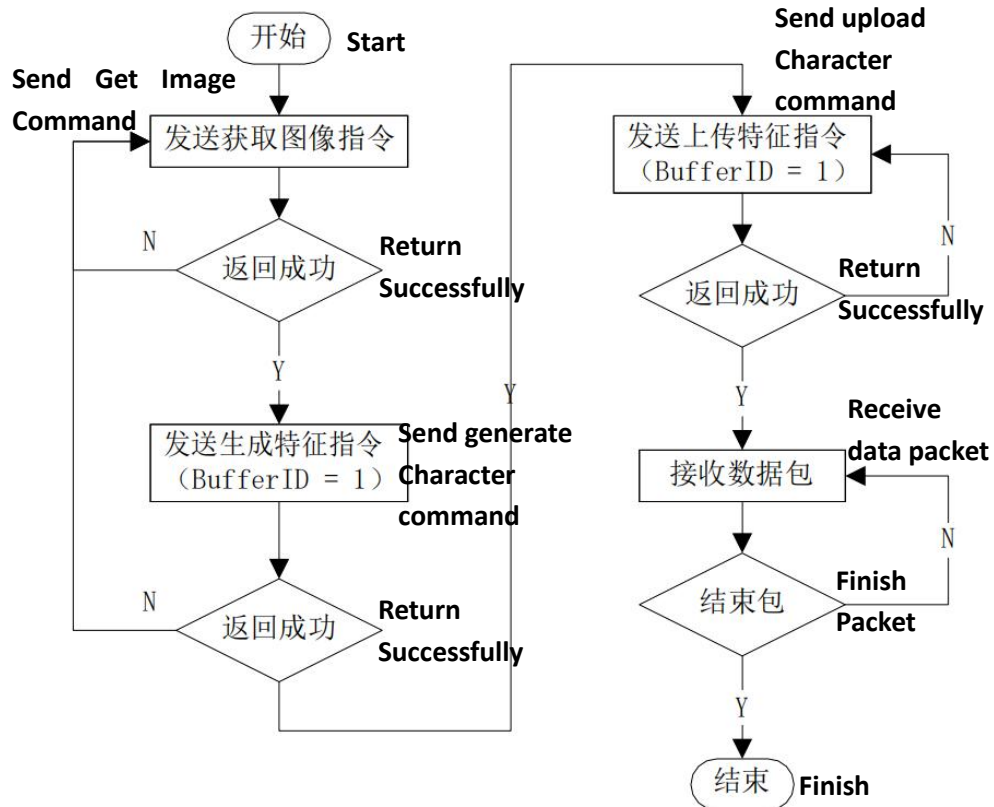 开始
Start
Send Get Image
Command
发送获取图像指令
N
返回成功
Return
Successfully
Y
发送生成特征指令
(BufferID = 1)
Send generate
Character
command
N
返回成功
Return
Successfully
Y
Send upload
Character
command
发送上传特征指令
(BufferID = 1)
N
返回成功
Return
Successfully
Y
Receive
data packet
接收数据包
N
结束包
Finish
Packet
Y
结束
Finish